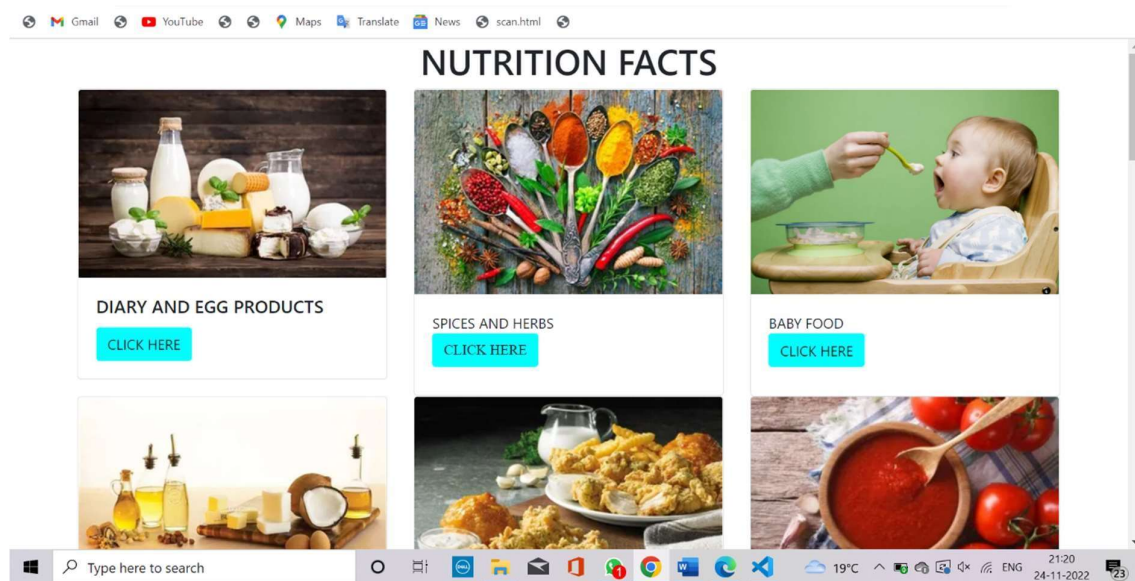 Gmail YouTube Maps Translate News scan.html
NUTRITION FACTS
DIARY AND EGG PRODUCTS
CLICK HERE
SPICES AND HERBS
CLICK HERE
BABY FOOD
CLICK HERE
Type here to search
19°C ENG 21:20
24-11-2022
1
23